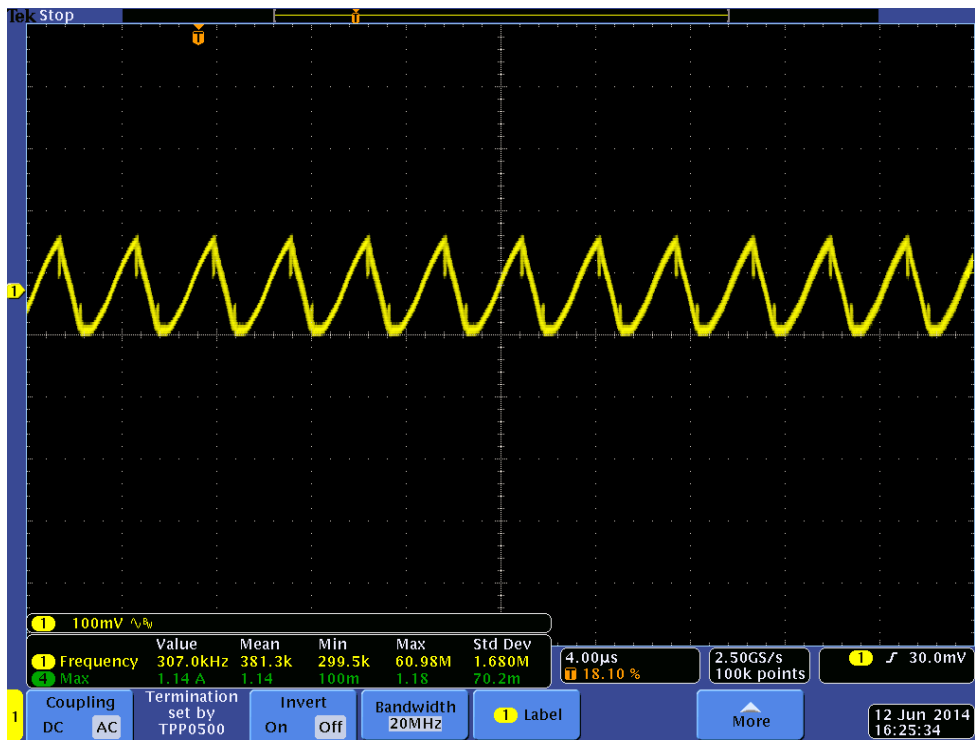 Tek Stop
T
T
1
1 100mV
Value Mean Min Max Std Dev
1 Frequency 307.0kHz 381.3k 299.5k 60.98M 1.680M
4 Max 1.14 A 1.14 100m 1.18 70.2m
4.00µs
T 18.10 %
2.50GS/s
100k points
1 30.0mV
1
Coupling
DC AC
Termination
set by
TPP0500
Invert
On Off
Bandwidth
20MHz
1 Label
More
12 Jun 2014
16:25:34